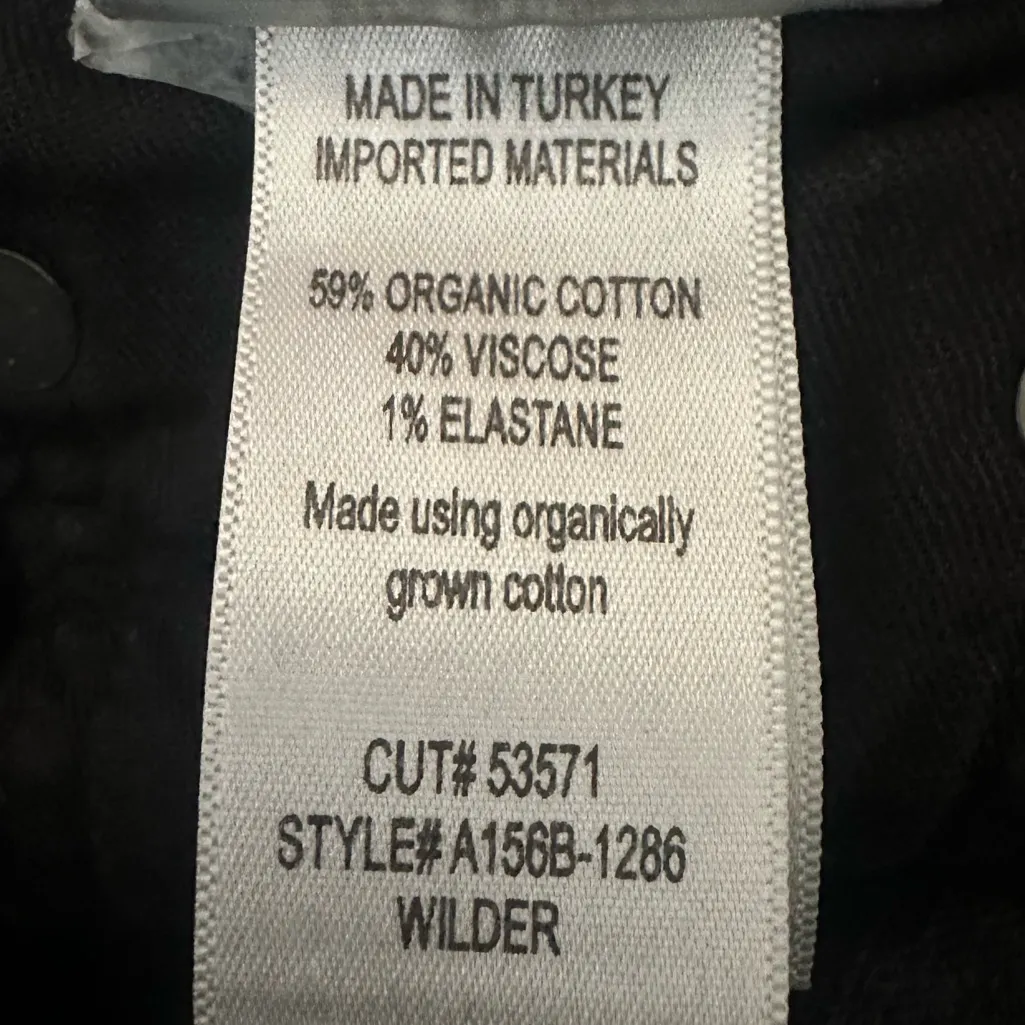 MADE IN TURKEY
IMPORTED MATERIALS
59% ORGANIC COTTON
40% VISCOSE
1% ELASTANE
Made using organically
grown cotton
CUT# 53571
STYLE# A156B-1286
WILDER